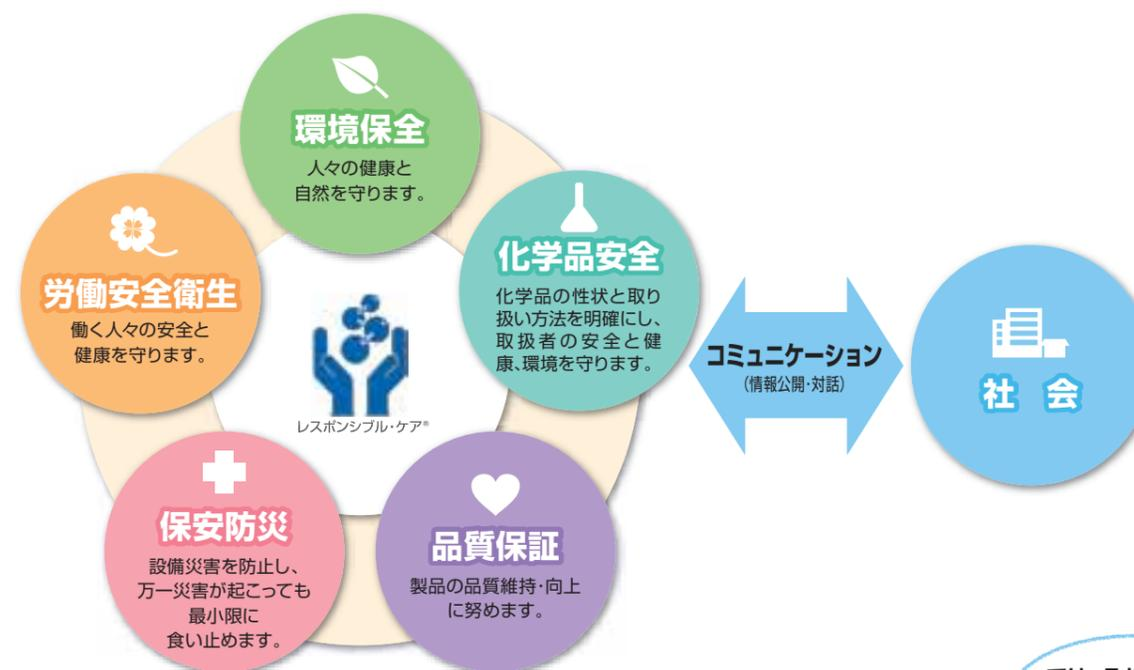 環境保全
人々の健康と
自然を守ります。
労働安全衛生
働く人々の安全と
健康を守ります。
化学品安全
化学品の性状と取り
扱い方法を明確にし、
取扱者の安全と健
康、環境を守ります。
レスポンシブル・ケア®
保安防災
設備災害を防止し、
万一災害が起こっても
最小限に
食い止めます。
品質保証
製品の品質維持・向上
に努めます。
コミュニケーション
（情報公開・対話）
社 会